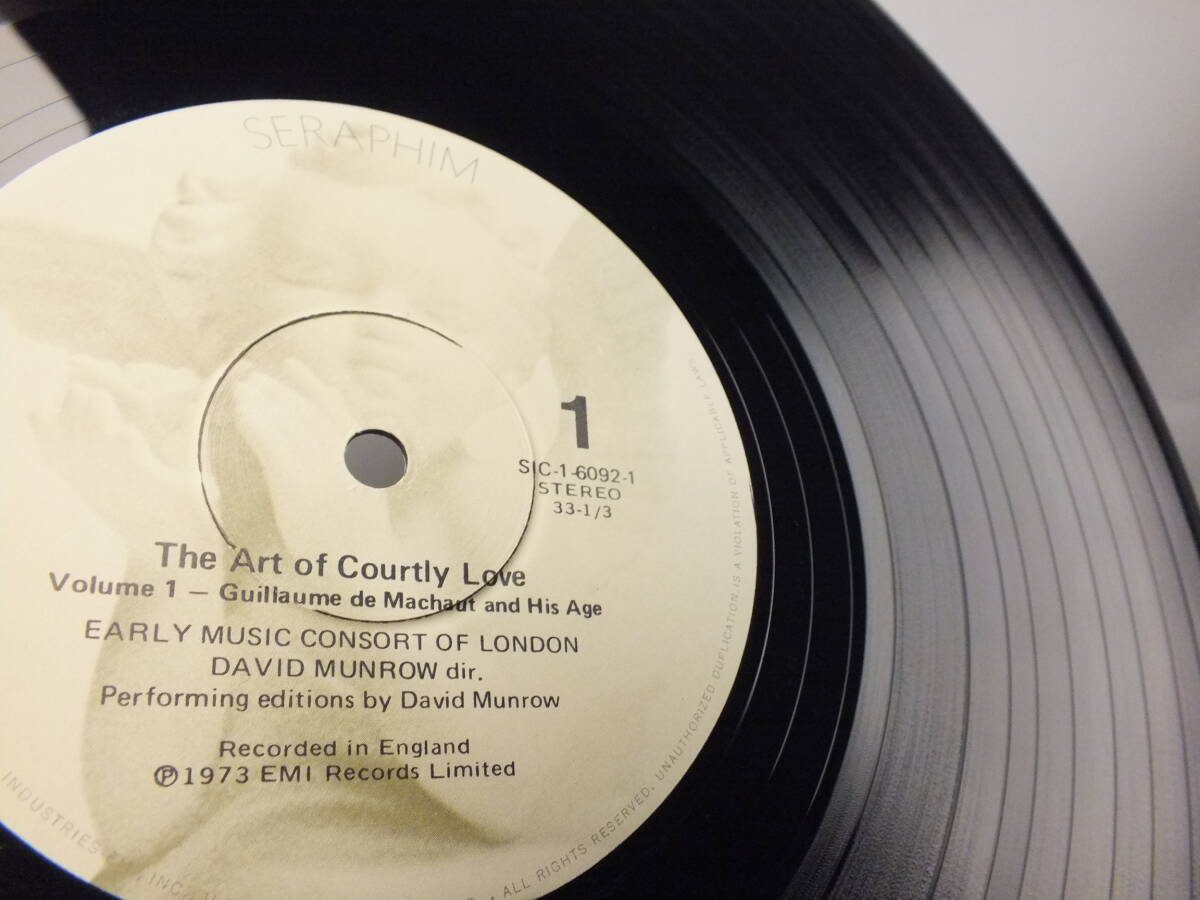 SERAPHIM
1
SIC-1-6092-1
STEREO
33-1/3
The Art of Courtly Love
Volume 1 — Guillaume de Machaut and His Age
EARLY MUSIC CONSORT OF LONDON
DAVID MUNROW dir.
Performing editions by David Munrow
Recorded in England
℗1973 EMI Records Limited
INDUSTRIES
INC.
ALL RIGHTS RESERVED. UNAUTHORIZED DUPLICATION IS A VIOLATION OF APPLICABLE LAWS